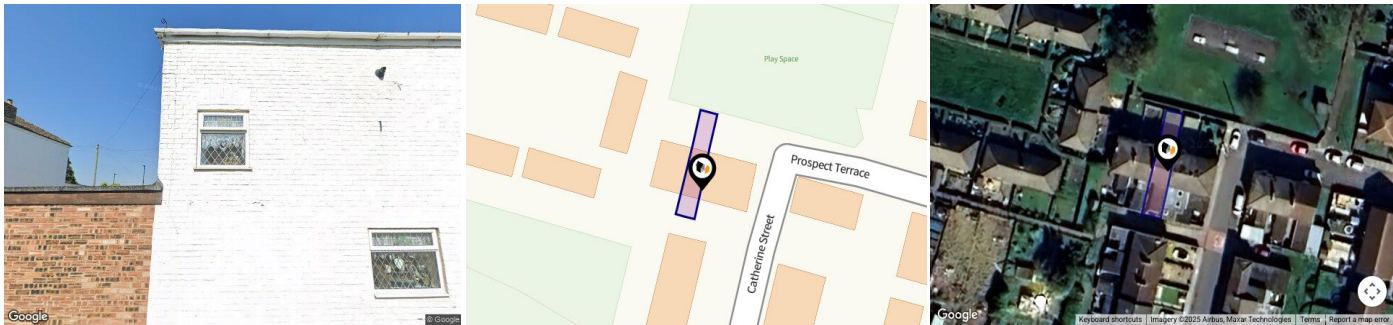 Google
© Google
Play Space
Prospect Terrace
Catherine Street
Google
Keyboard shortcuts
Imagery ©2025 Airbus, Maxar Technologies
Terms
Report a map error